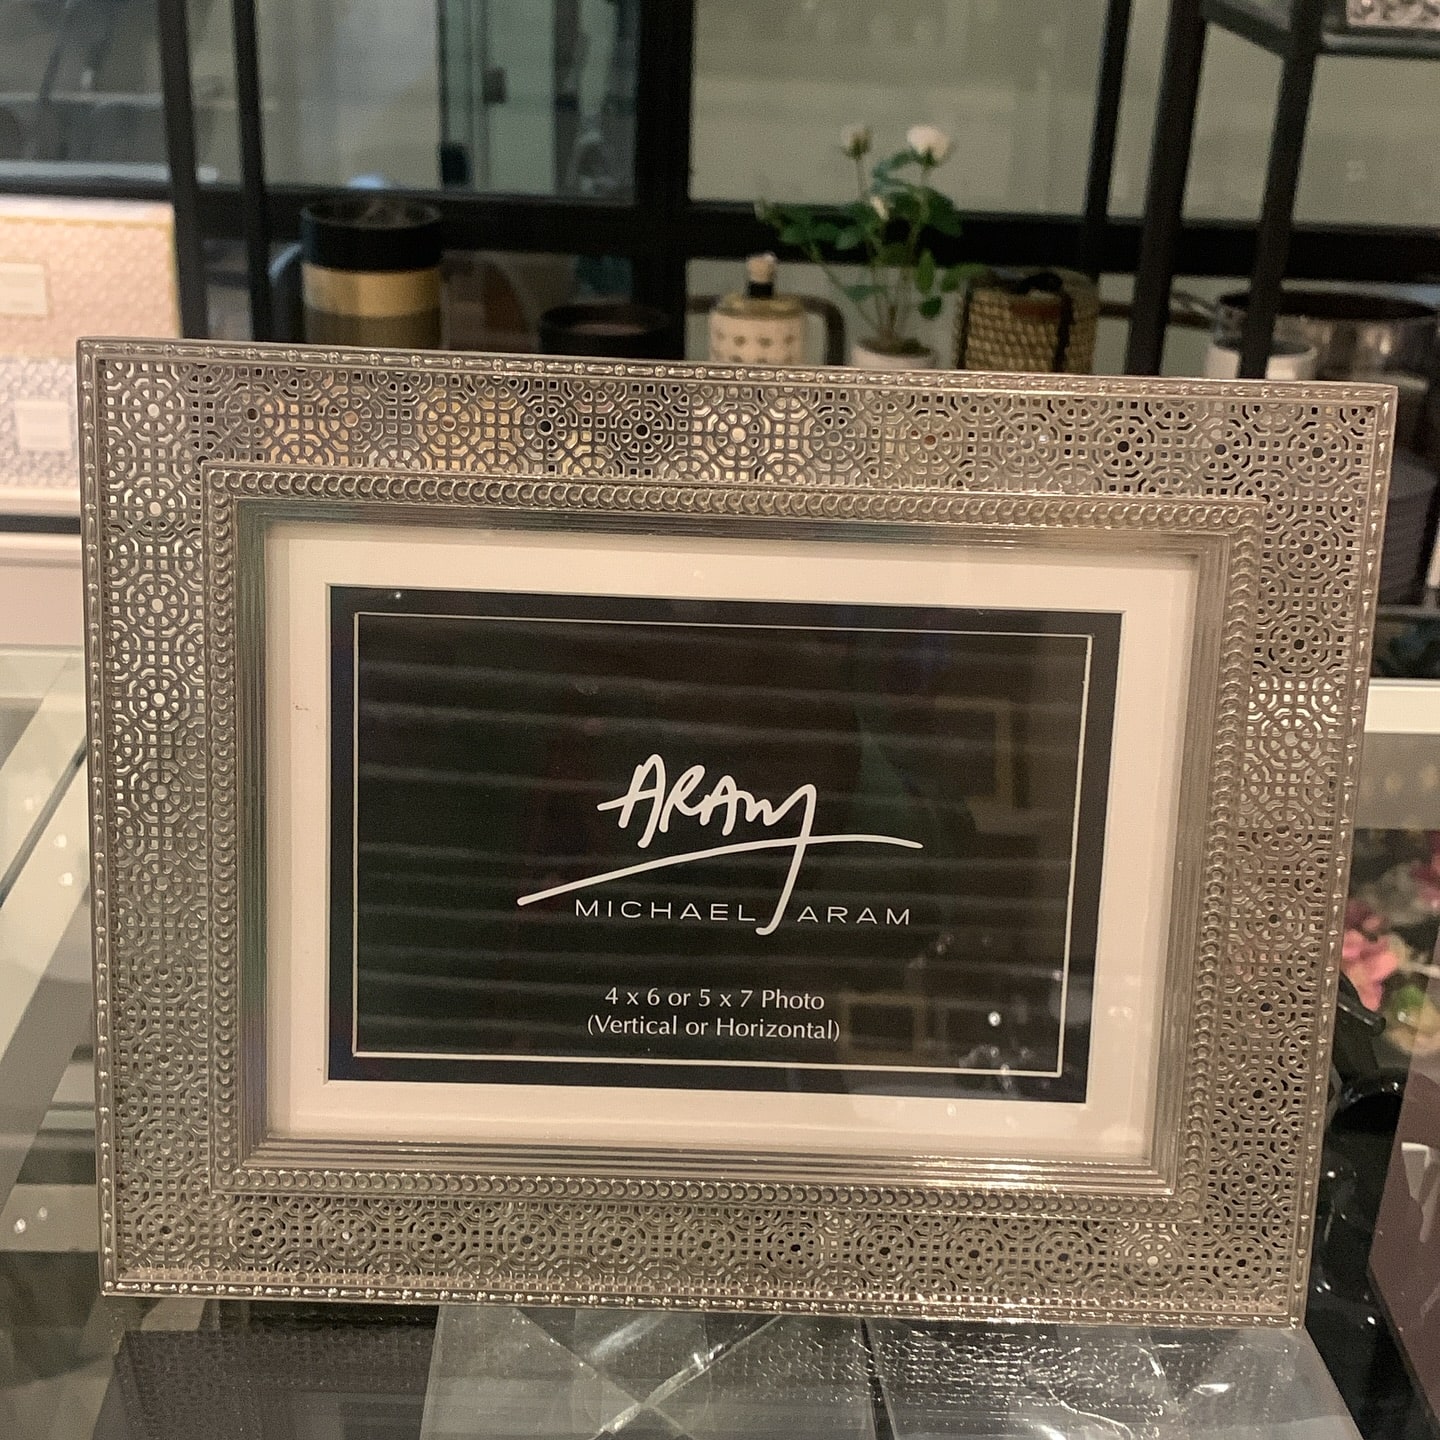 ARAM
MICHAEL ARAM
4 x 6 or 5 x 7 Photo
(Vertical or Horizontal)